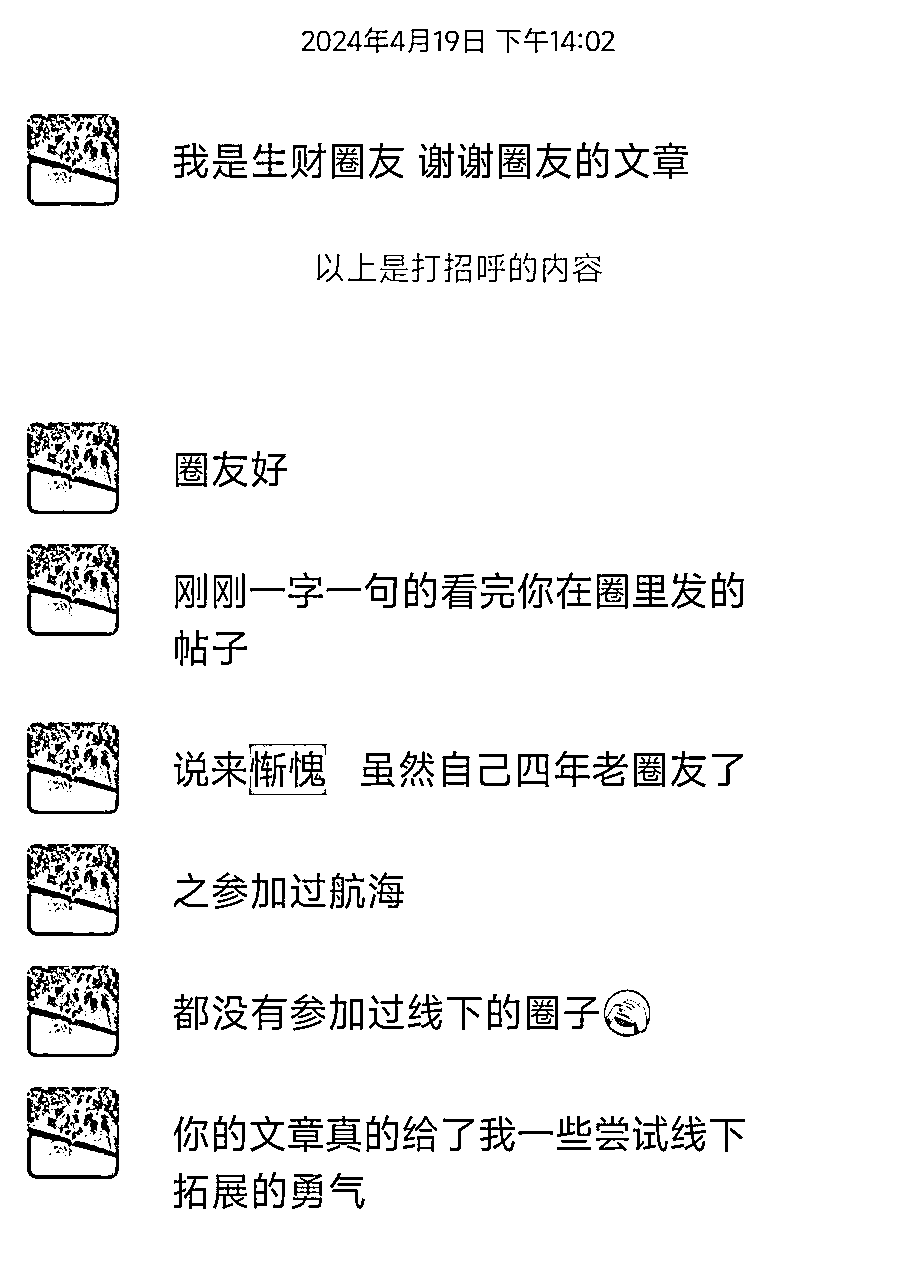 2024年4月19日 下午14:02
我是生财圈友 谢谢圈友的文章
以上是打招呼的内容
圈友好
刚刚一字一句的看完你在圈里发的
帖子
说来惭愧 虽然自己四年老圈友了
之参加过航海
都没有参加过线下的圈子
你的文章真的给了我一些尝试线下
拓展的勇气